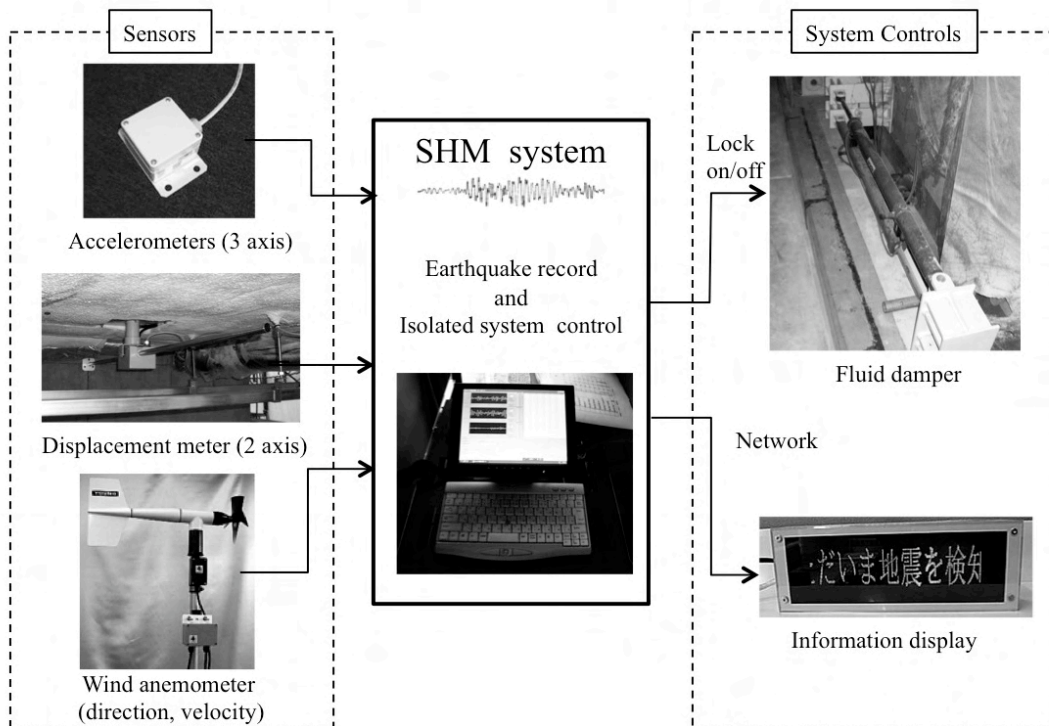 Sensors
Accelerometers (3 axis)
Displacement meter (2 axis)
Wind anemometer
(direction, velocity)
SHM system
Earthquake record
and
Isolated system control
System Controls
Lock
on/off
Fluid damper
Network
だいま地震を検知
Information display